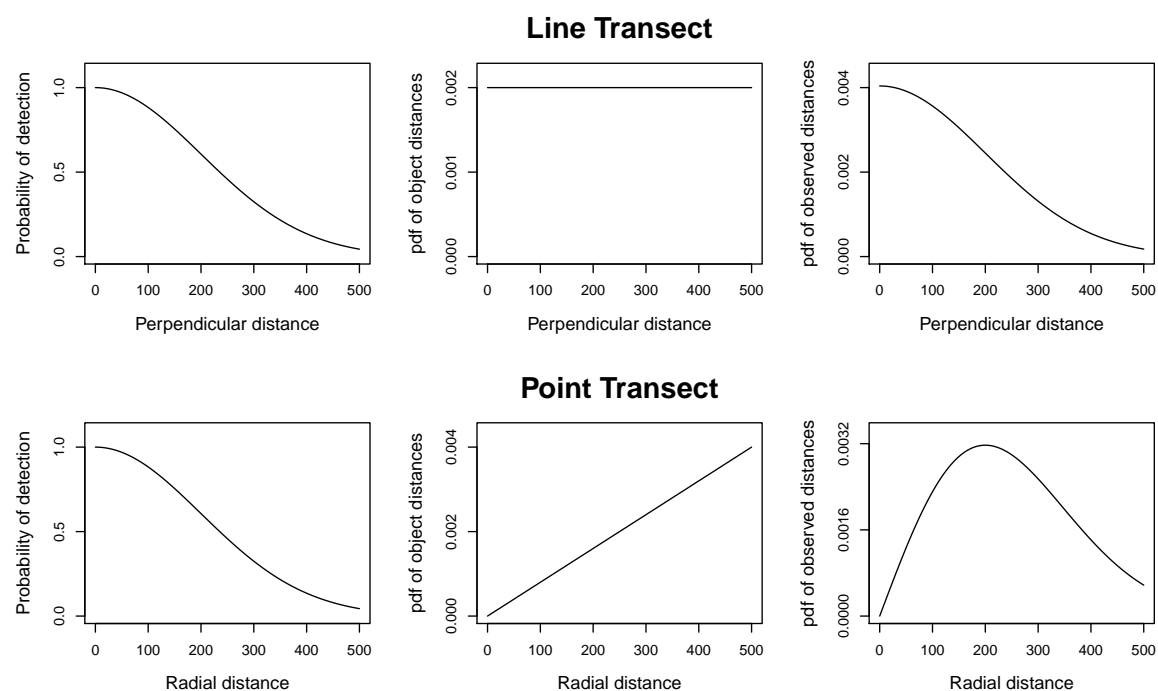 Line Transect
Probability of detection
0.0 0.5 1.0
0 100 200 300 400 500
Perpendicular distance
pdf of object distances
0.000 0.001 0.002
0 100 200 300 400 500
Perpendicular distance
pdf of observed distances
0.000 0.002 0.004
0 100 200 300 400 500
Perpendicular distance
Point Transect
Probability of detection
0.0 0.5 1.0
0 100 200 300 400 500
Radial distance
pdf of object distances
0.000 0.002 0.004
0 100 200 300 400 500
Radial distance
pdf of observed distances
0.0000 0.0016 0.0032
0 100 200 300 400 500
Radial distance